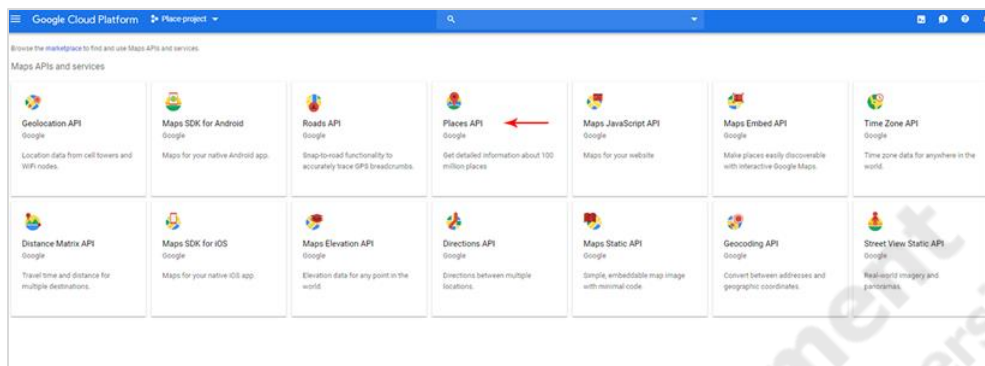 Google Cloud Platform Place-project
Browse the marketplace to find and use Maps APIs and services.
Maps APIs and services
Geolocation API
Google
Location data from cell towers and
WiFi nodes.
Maps SDK for Android
Google
Maps for your native Android app.
Roads API
Google
Snap-to-road functionality to
accurately trace GPS breadcrumbs.
Places API
Google
Get detailed information about 100
million places
Maps JavaScript API
Google
Maps for your website
Maps Embed API
Google
Make places easily discoverable
with interactive Google Maps.
Time Zone API
Google
Time zone data for anywhere in the
world.
Distance Matrix API
Google
Travel time and distance for
multiple destinations.
Maps SDK for iOS
Google
Maps for your native iOS app.
Maps Elevation API
Google
Elevation data for any point in the
world.
Directions API
Google
Directions between multiple
locations.
Maps Static API
Google
Simple, embeddable map image
with minimal code.
Geocoding API
Google
Convert between addresses and
geographic coordinates.
Street View Static API
Google
Real-world imagery and
panoramas.